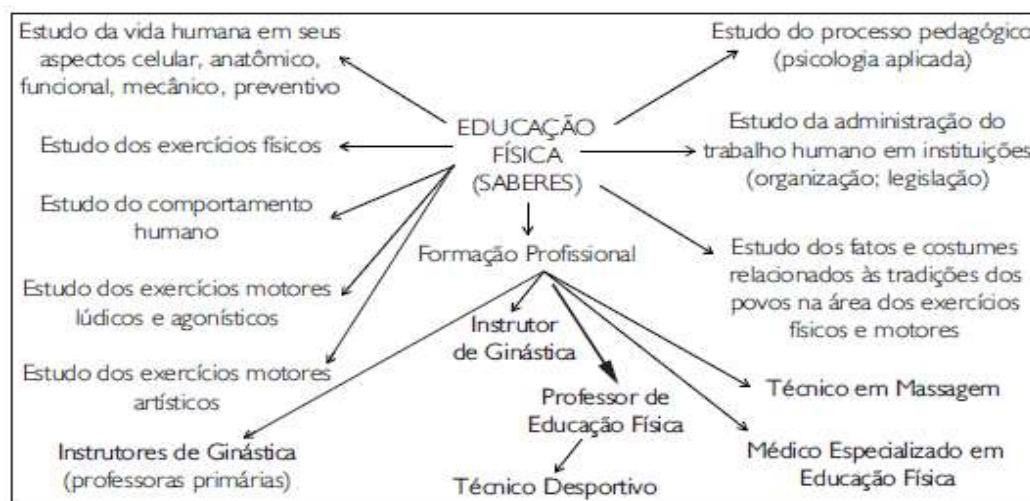 Estudo da vida humana em seus
aspectos celular, anatômico,
funcional, mecânico, preventivo
Estudo dos exercícios físicos
Estudo do comportamento
humano
Estudo dos exercícios motores
lúdicos e agonísticos
Estudo dos exercícios motores
artísticos
Instrutores de Ginástica
(professoras primárias)
EDUCAÇÃO
FÍSICA
(SABERES)
Formação Profissional
Instrutor
de Ginástica
Professor de
Educação Física
Técnico Desportivo
Estudo do processo pedagógico
(psicologia aplicada)
Estudo da administração do
trabalho humano em instituições
(organização; legislação)
Estudo dos fatos e costumes
relacionados às tradições dos
povos na área dos exercícios
físicos e motores
Técnico em Massagem
Médico Especializado em
Educação Física